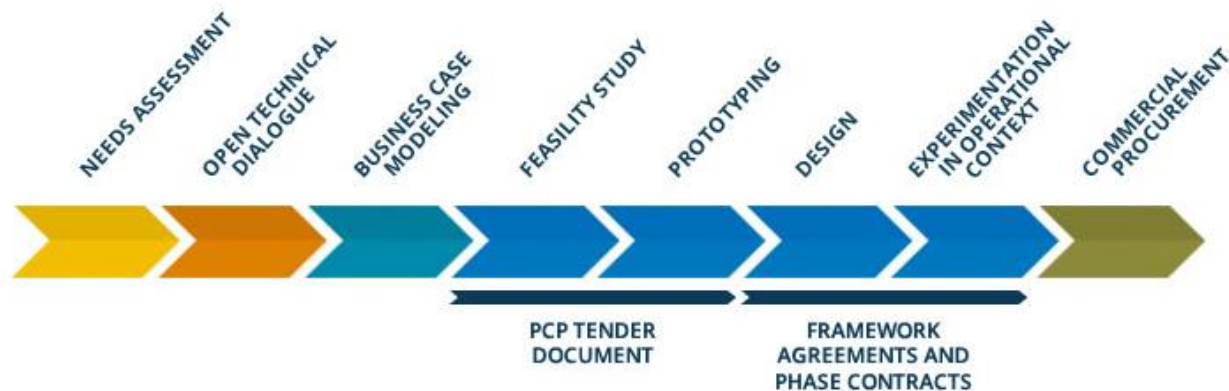 NEEDS ASSESSMENT
OPEN TECHNICAL
DIALOGUE
BUSINESS CASE
MODELING
FEASILITY STUDY
PROTOTYPING
DESIGN
EXPERIMENTATION
IN OPERATIONAL
CONTEXT
COMMERCIAL
PROCUREMENT
PCP TENDER
DOCUMENT
FRAMEWORK
AGREEMENTS AND
PHASE CONTRACTS